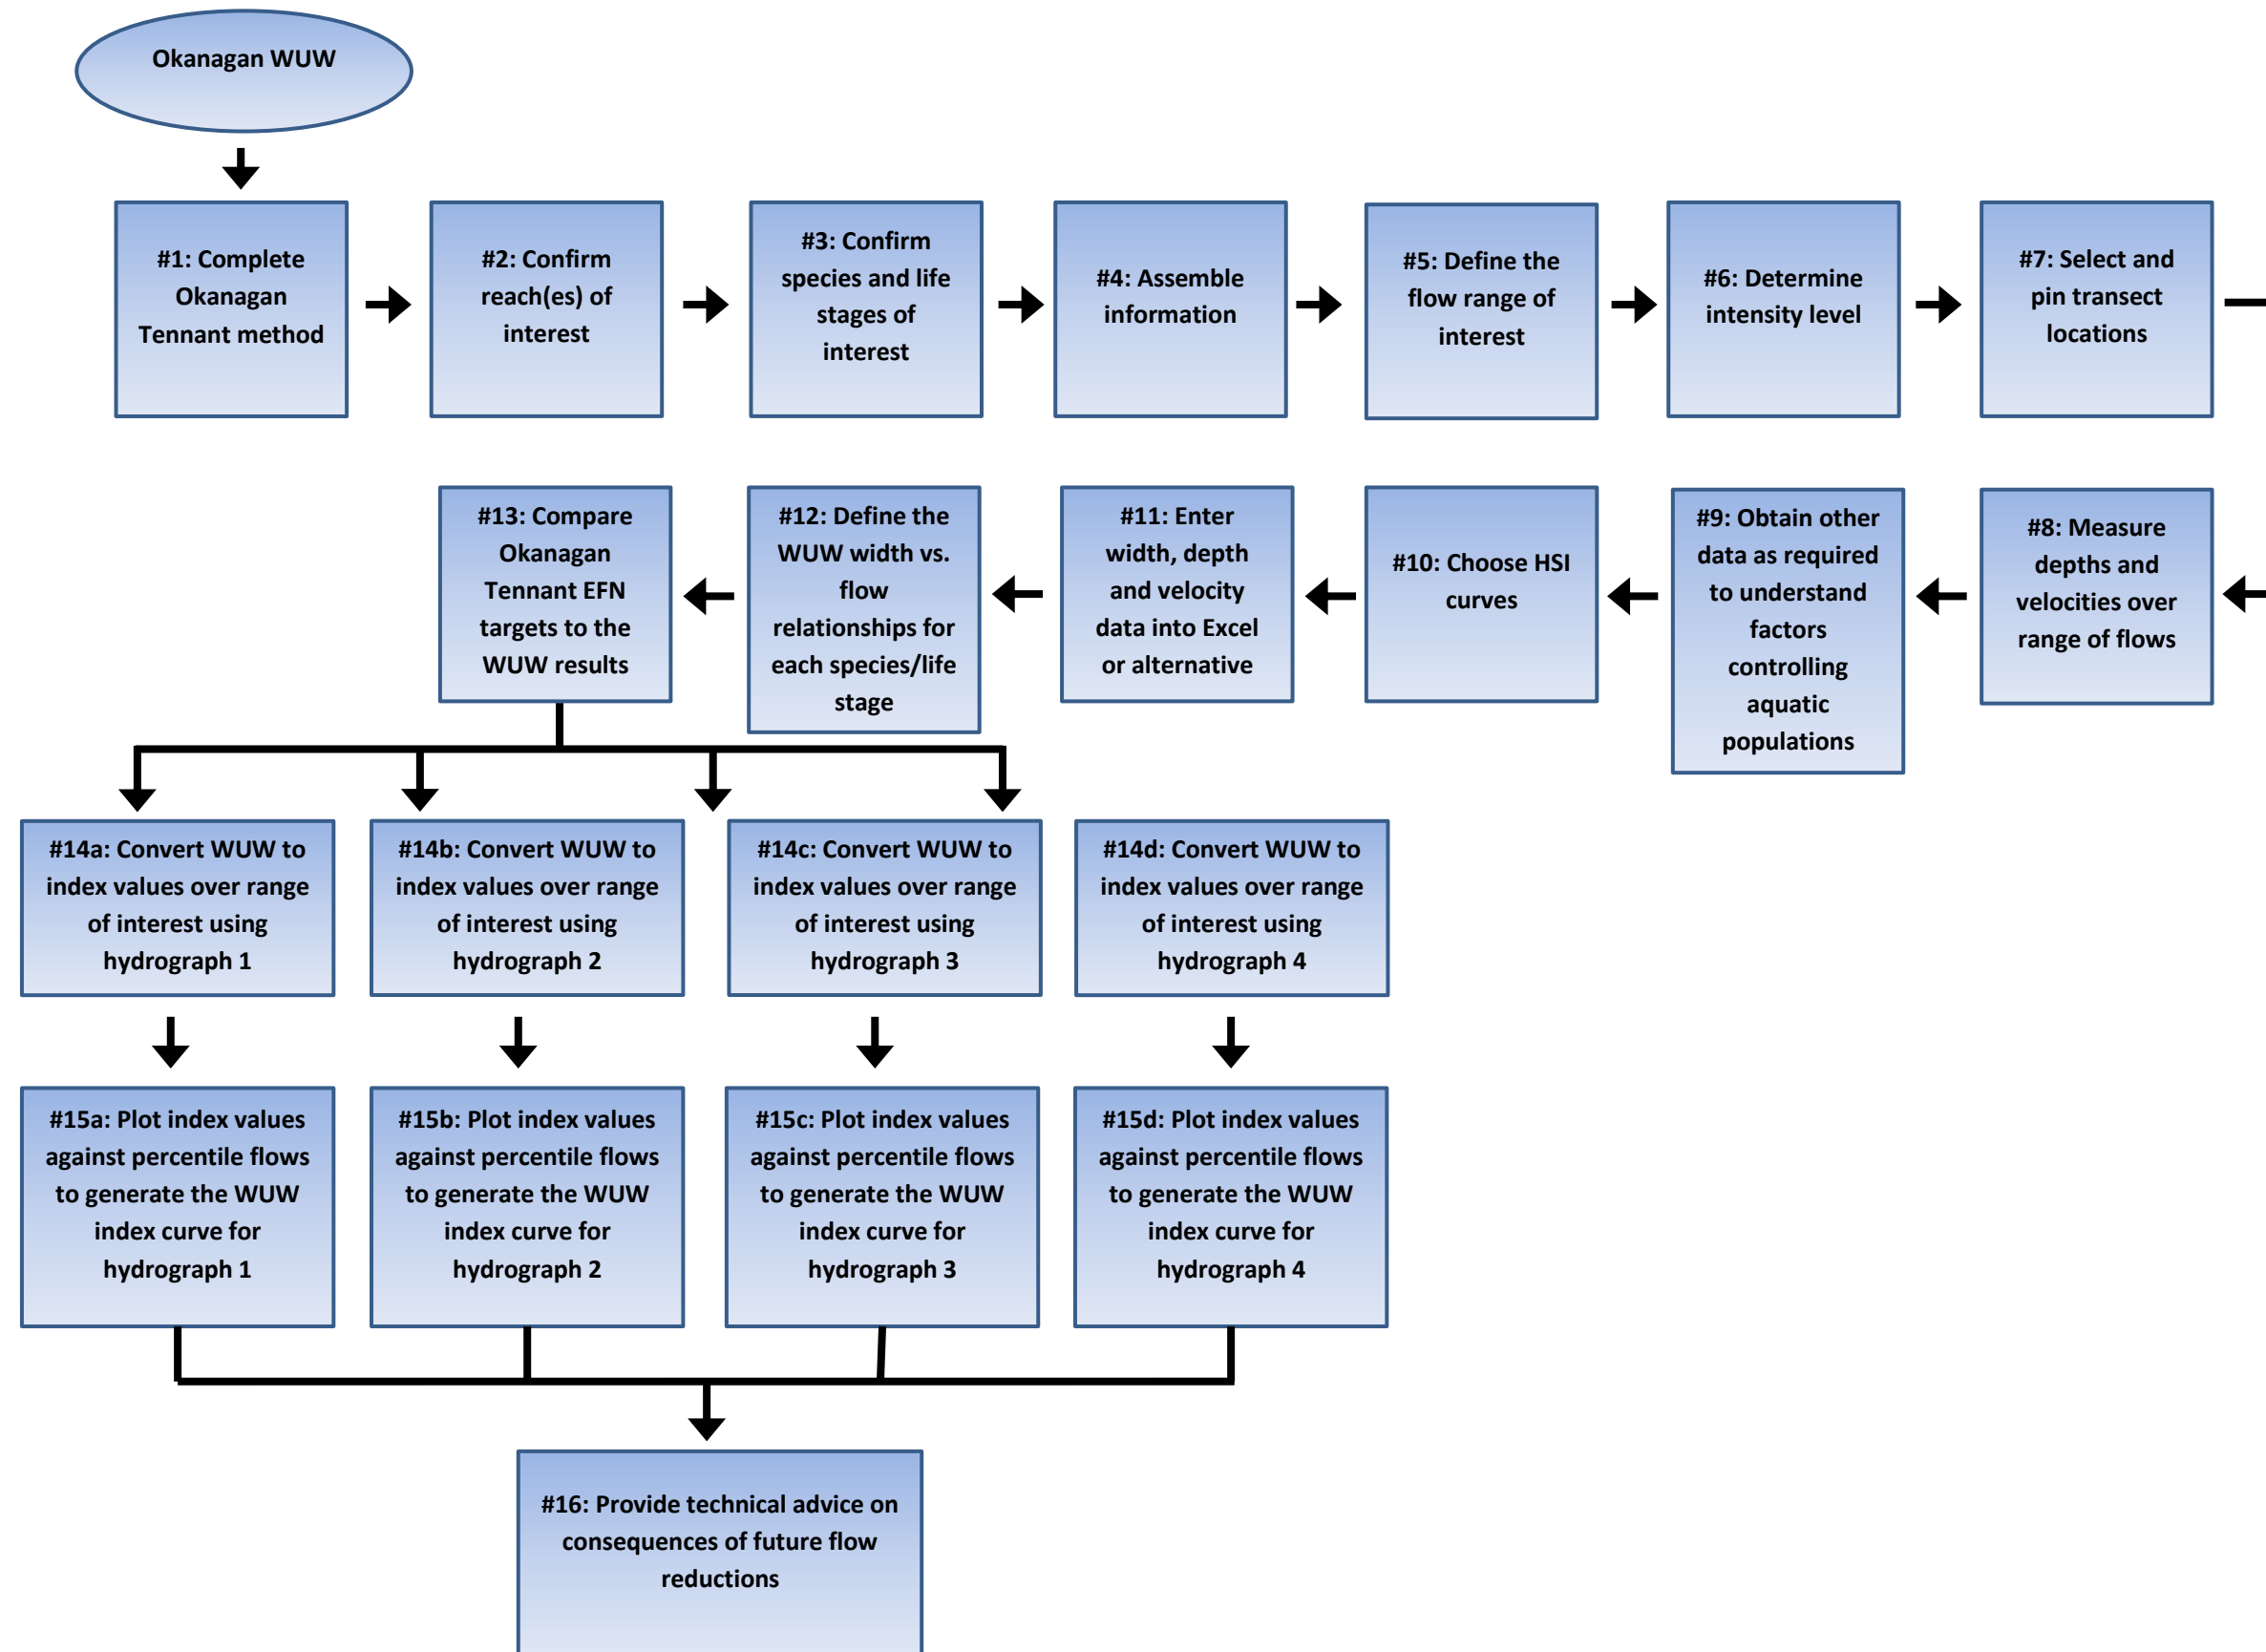 Okanagan WUW
#1: Complete
Okanagan
Tennant method
#2: Confirm
reach(es) of
interest
#3: Confirm
species and life
stages of
interest
#4: Assemble
information
#5: Define the
flow range of
interest
#6: Determine
intensity level
#7: Select and
pin transect
locations
#8: Measure
depths and
velocities over
range of flows
#9: Obtain other
data as required
to understand
factors
controlling
aquatic
populations
#10: Choose HSI
curves
#11: Enter
width, depth
and velocity
data into Excel
or alternative
#12: Define the
WUW width vs.
flow
relationships for
each species/life
stage
#13: Compare
Okanagan
Tennant EFN
targets to the
WUW results
#14a: Convert WUW to
index values over range
of interest using
hydrograph 1
#14b: Convert WUW to
index values over range
of interest using
hydrograph 2
#14c: Convert WUW to
index values over range
of interest using
hydrograph 3
#14d: Convert WUW to
index values over range
of interest using
hydrograph 4
#15a: Plot index values
against percentile flows
to generate the WUW
index curve for
hydrograph 1
#15b: Plot index values
against percentile flows
to generate the WUW
index curve for
hydrograph 2
#15c: Plot index values
against percentile flows
to generate the WUW
index curve for
hydrograph 3
#15d: Plot index values
against percentile flows
to generate the WUW
index curve for
hydrograph 4
#16: Provide technical advice on
consequences of future flow
reductions